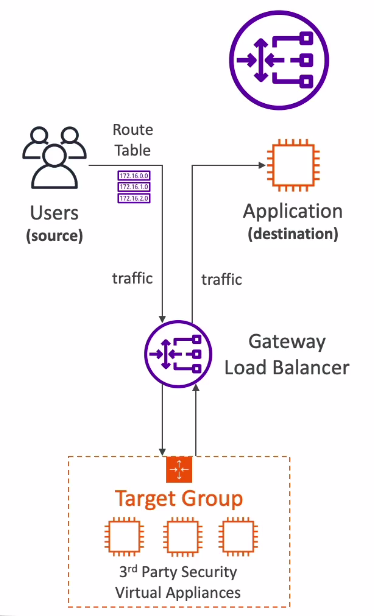 Route
Table
172.16.0.0
172.16.1.0
172.16.2.0
Users
(source)
Application
(destination)
traffic
traffic
Gateway
Load Balancer
Target Group
3rd Party Security
Virtual Appliances